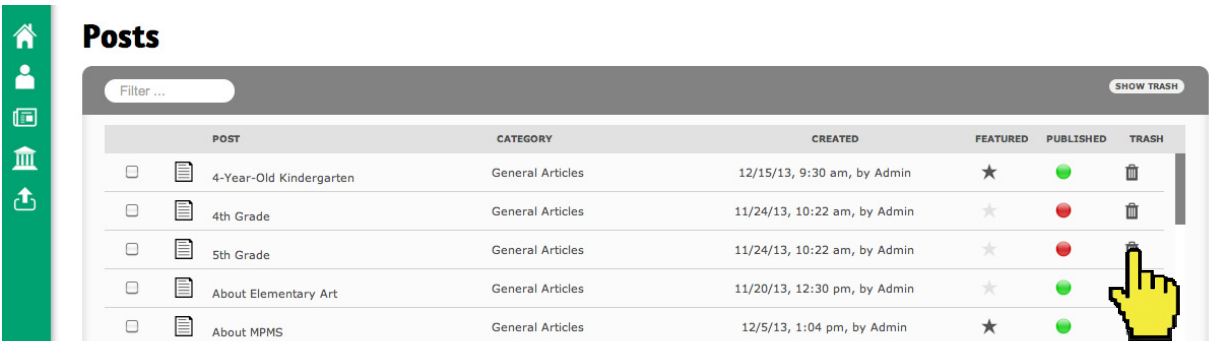 Posts
Filter ...
SHOW TRASH
POST CATEGORY CREATED FEATURED PUBLISHED TRASH
4-Year-Old Kindergarten General Articles 12/15/13, 9:30 am, by Admin
4th Grade General Articles 11/24/13, 10:22 am, by Admin
5th Grade General Articles 11/24/13, 10:22 am, by Admin
About Elementary Art General Articles 11/20/13, 12:30 pm, by Admin
About MPMS General Articles 12/5/13, 1:04 pm, by Admin